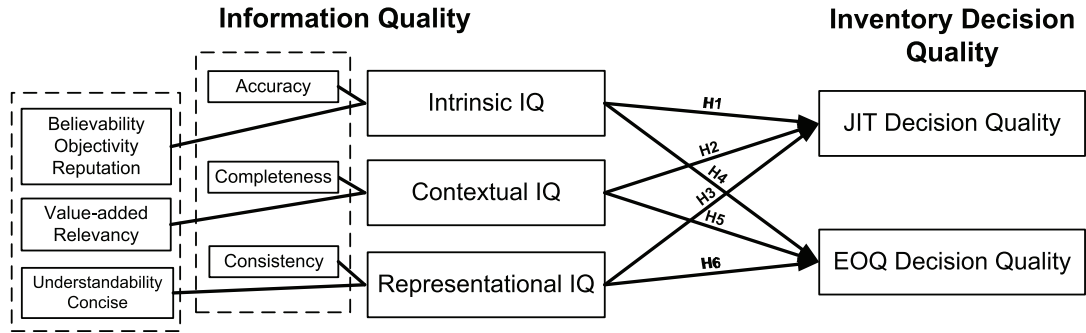 Information Quality
Inventory Decision
Quality
Accuracy
Believability
Objectivity
Reputation
Intrinsic IQ
H1
JIT Decision Quality
H2
Completeness
Contextual IQ
H4
H3
Value-added
Relevancy
H5
Consistency
Understandability
Concise
Representational IQ
H6
EOQ Decision Quality